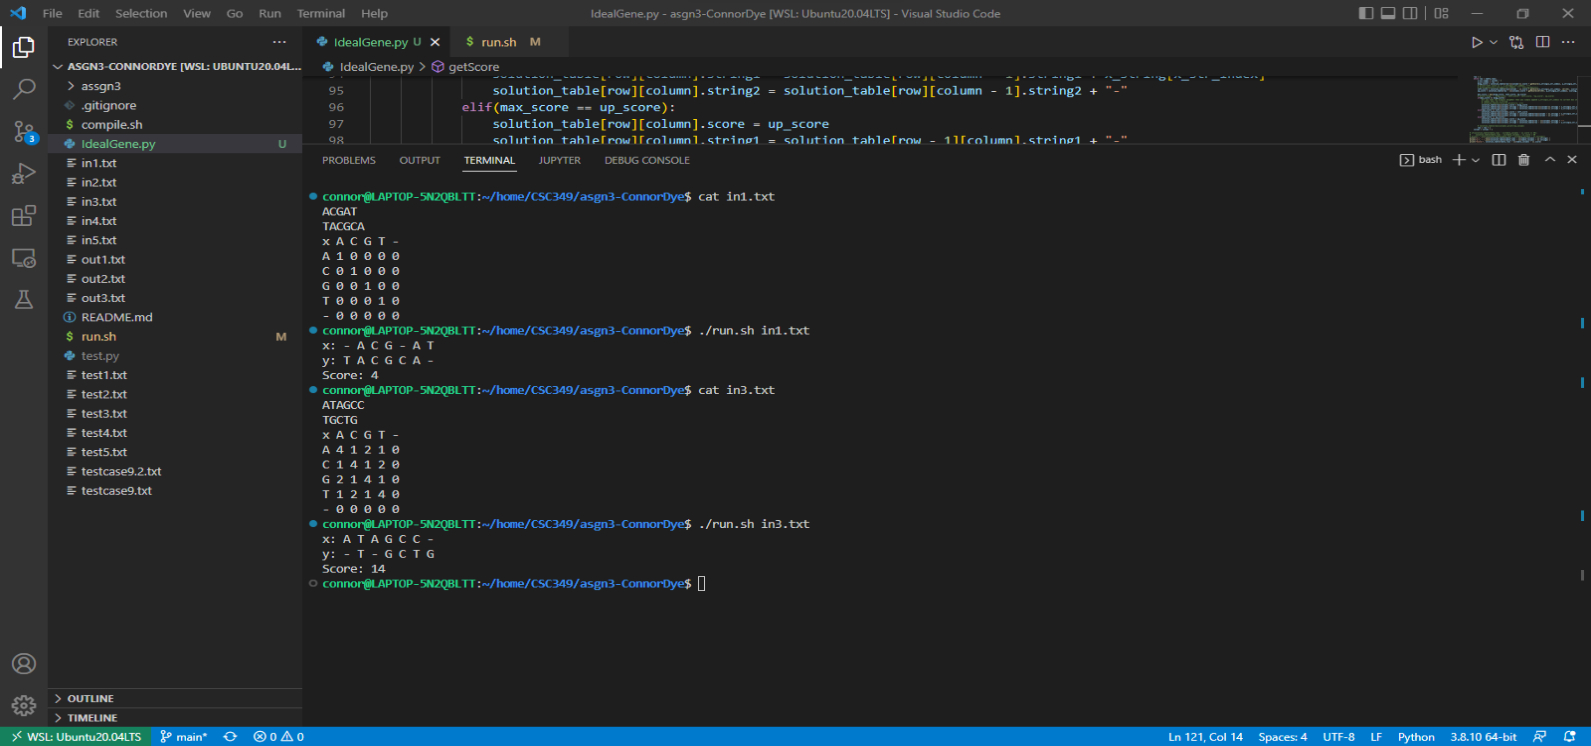 File Edit Selection View Go Run Terminal Help IdealGene.py - asgn3-ConnorDye [WSL: Ubuntu20.04LTS] - Visual Studio Code
EXPLORER
ASGN3-CONNORDYE [WSL: UBUNTU20.04L...
assgn3
.gitignore
$ compile.sh
IdealGene.py U
in1.txt
in2.txt
in3.txt
in4.txt
in5.txt
out1.txt
out2.txt
out3.txt
README.md
$ run.sh M
test.py
test1.txt
test2.txt
test3.txt
test4.txt
test5.txt
testcase9.2.txt
testcase9.txt
OUTLINE
TIMELINE
IdealGene.py U $ run.sh M
IdealGene.py > getScore
95 solution_table[row][column].string2 = solution_table[row][column - 1].string2 + "-"
96 elif(max_score == up_score):
97 solution_table[row][column].score = up_score
98 solution_table[row][column].string1 = solution_table[row - 1][column].string1 + "-"
PROBLEMS OUTPUT TERMINAL JUPYTER DEBUG CONSOLE bash
connor@LAPTOP-5N2QBLTT:~/home/CSC349/asgn3-ConnorDye$ cat in1.txt
ACGAT
TACGCA
x A C G T -
A 1 0 0 0 0
C 0 1 0 0 0
G 0 0 1 0 0
T 0 0 0 1 0
- 0 0 0 0 0
connor@LAPTOP-5N2QBLTT:~/home/CSC349/asgn3-ConnorDye$ ./run.sh in1.txt
x: - A C G - A T
y: T A C G C A -
Score: 4
connor@LAPTOP-5N2QBLTT:~/home/CSC349/asgn3-ConnorDye$ cat in3.txt
ATAGCC
TGCTG
x A C G T -
A 4 1 2 1 0
C 1 4 1 2 0
G 2 1 4 1 0
T 1 2 1 4 0
- 0 0 0 0 0
connor@LAPTOP-5N2QBLTT:~/home/CSC349/asgn3-ConnorDye$ ./run.sh in3.txt
x: A T A G C C -
y: - T - G C T G
Score: 14
connor@LAPTOP-5N2QBLTT:~/home/CSC349/asgn3-ConnorDye$
3
WSL: Ubuntu20.04LTS main* 0 0 Ln 121, Col 14 Spaces: 4 UTF-8 LF Python 3.8.10 64-bit